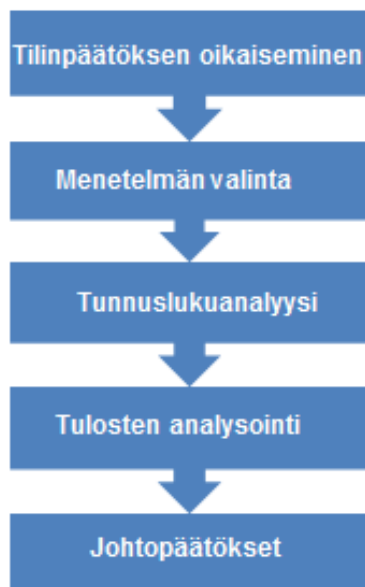 Tilinpäätöksen oikaiseminen
Menetelmän valinta
Tunnuslukuanalyysi
Tulosten analysointi
Johtopäätökset